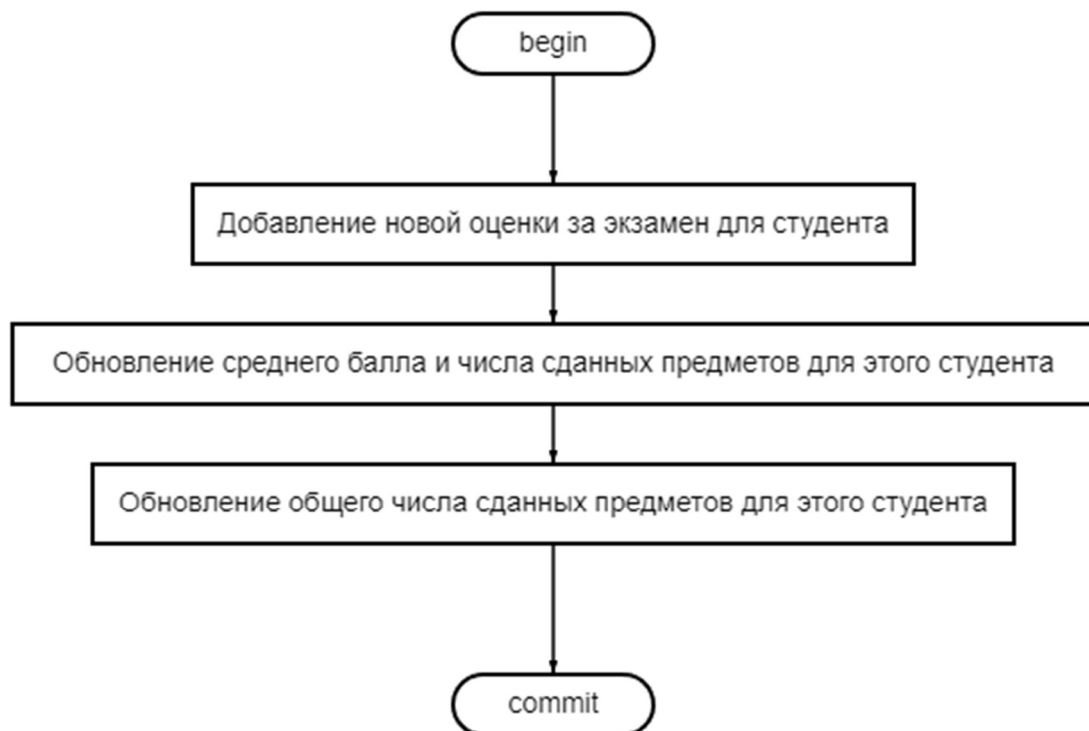 begin
Добавление новой оценки за экзамен для студента
Обновление среднего балла и числа сданных предметов для этого студента
Обновление общего числа сданных предметов для этого студента
commit